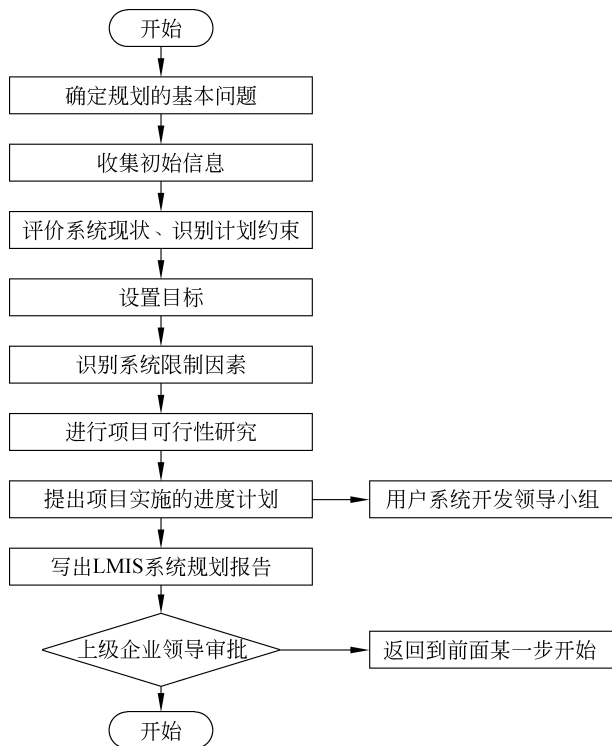 开始
确定规划的基本问题
收集初始信息
评价系统现状、识别计划约束
设置目标
识别系统限制因素
进行项目可行性研究
提出项目实施的进度计划
用户系统开发领导小组
写出LMIS系统规划报告
上级企业领导审批
返回到前面某一步开始
开始